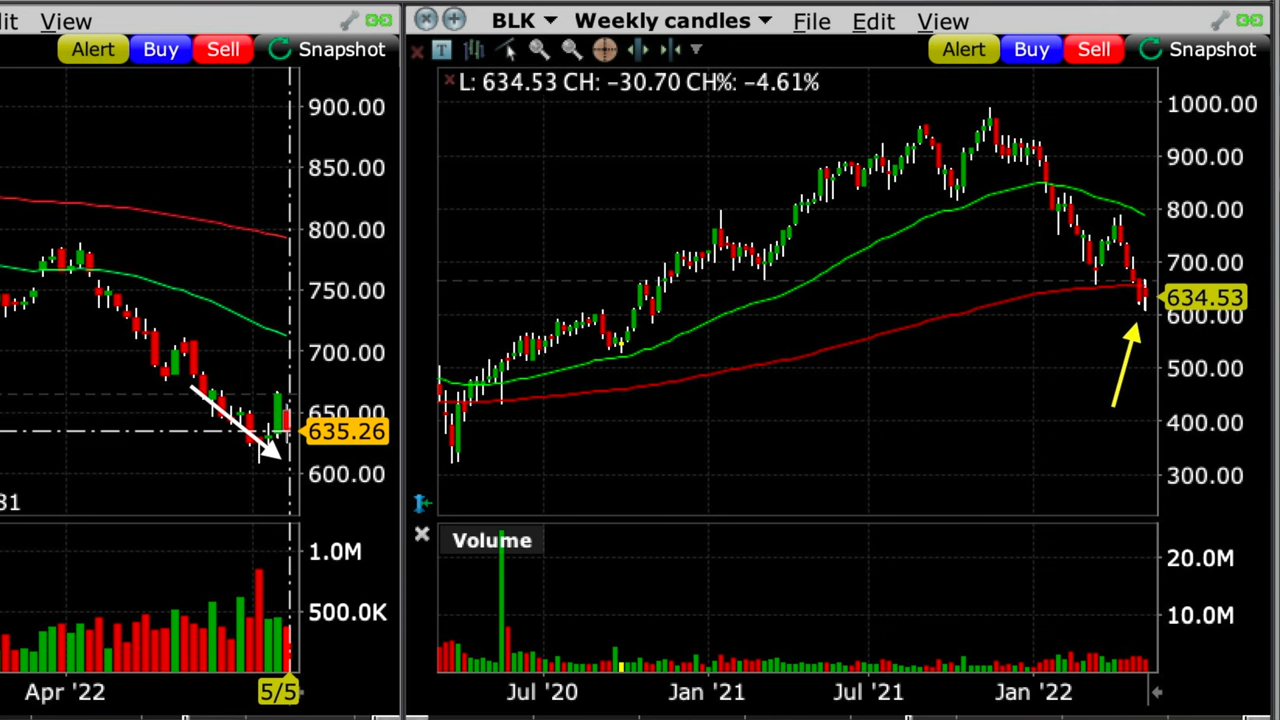 lit View
Alert Buy Sell Snapshot
900.00
850.00
800.00
750.00
700.00
650.00
635.26
600.00
31
1.0M
500.0K
Apr '22 5/5
BLK Weekly candles File Edit View
T Alert Buy Sell Snapshot
L: 634.53 CH: −30.70 CH%: −4.61%
1000.00
900.00
800.00
700.00
634.53
600.00
500.00
400.00
300.00
Volume
20.0M
10.0M
Jul '20 Jan '21 Jul '21 Jan '22